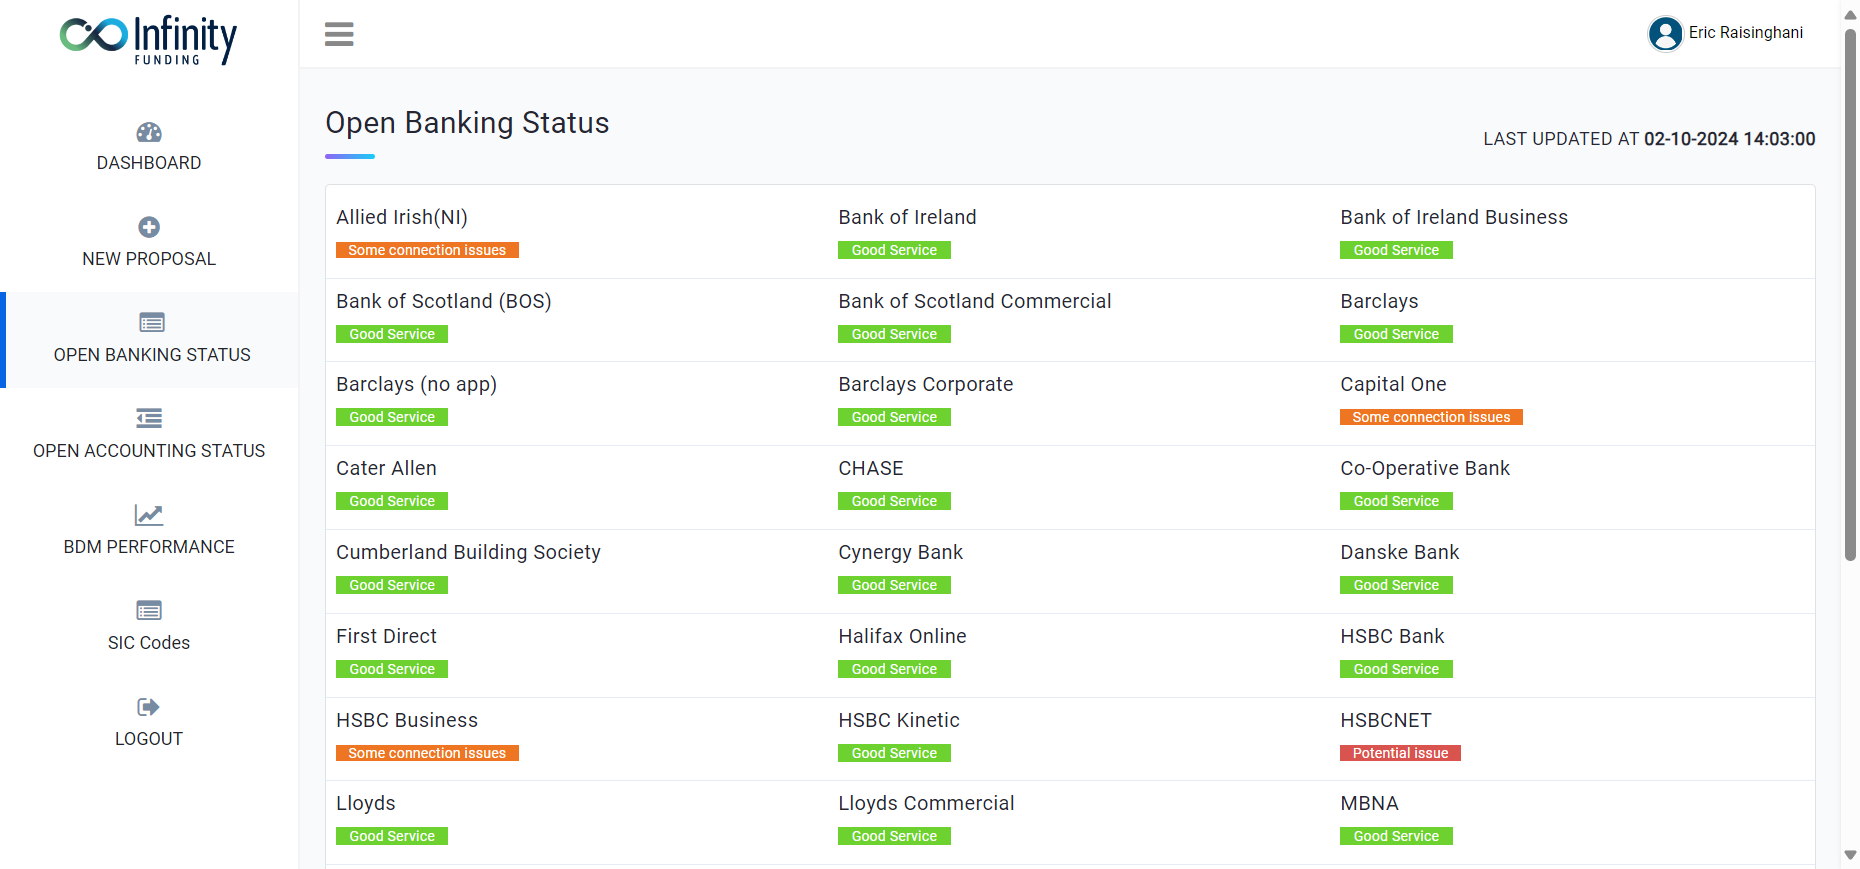 Infinity
FUNDING
Eric Raisinghani
DASHBOARD
NEW PROPOSAL
OPEN BANKING STATUS
OPEN ACCOUNTING STATUS
BDM PERFORMANCE
SIC Codes
LOGOUT
Open Banking Status
LAST UPDATED AT 02-10-2024 14:03:00
Allied Irish(NI)
Some connection issues
Bank of Ireland
Good Service
Bank of Ireland Business
Good Service
Bank of Scotland (BOS)
Good Service
Bank of Scotland Commercial
Good Service
Barclays
Good Service
Barclays (no app)
Good Service
Barclays Corporate
Good Service
Capital One
Some connection issues
Cater Allen
Good Service
CHASE
Good Service
Co-Operative Bank
Good Service
Cumberland Building Society
Good Service
Cynergy Bank
Good Service
Danske Bank
Good Service
First Direct
Good Service
Halifax Online
Good Service
HSBC Bank
Good Service
HSBC Business
Some connection issues
HSBC Kinetic
Good Service
HSBCNET
Potential issue
Lloyds
Good Service
Lloyds Commercial
Good Service
MBNA
Good Service